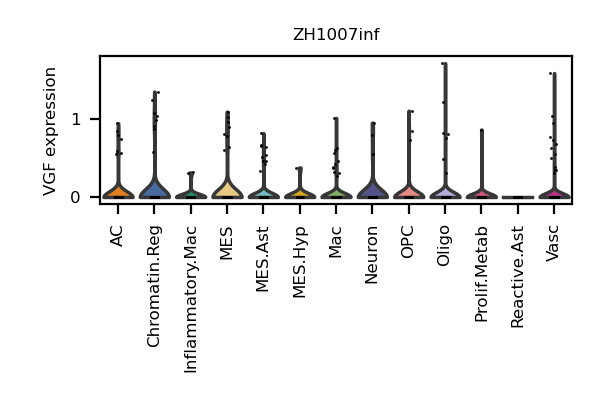 ZH1007inf
VGF expression
1
0
AC
Chromatin.Reg
Inflammatory.Mac
MES
MES.Ast
MES.Hyp
Mac
Neuron
OPC
Oligo
Prolif.Metab
Reactive.Ast
Vasc